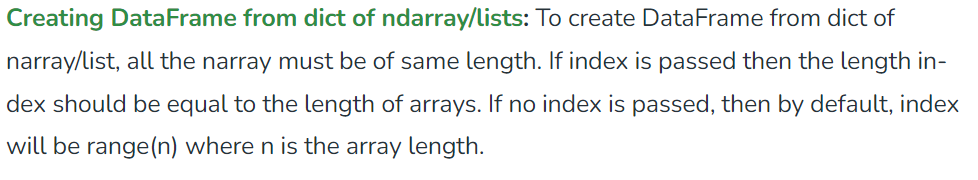 Creating DataFrame from dict of ndarray/lists: To create DataFrame from dict of
narray/list, all the narray must be of same length. If index is passed then the length in-
dex should be equal to the length of arrays. If no index is passed, then by default, index
will be range(n) where n is the array length.